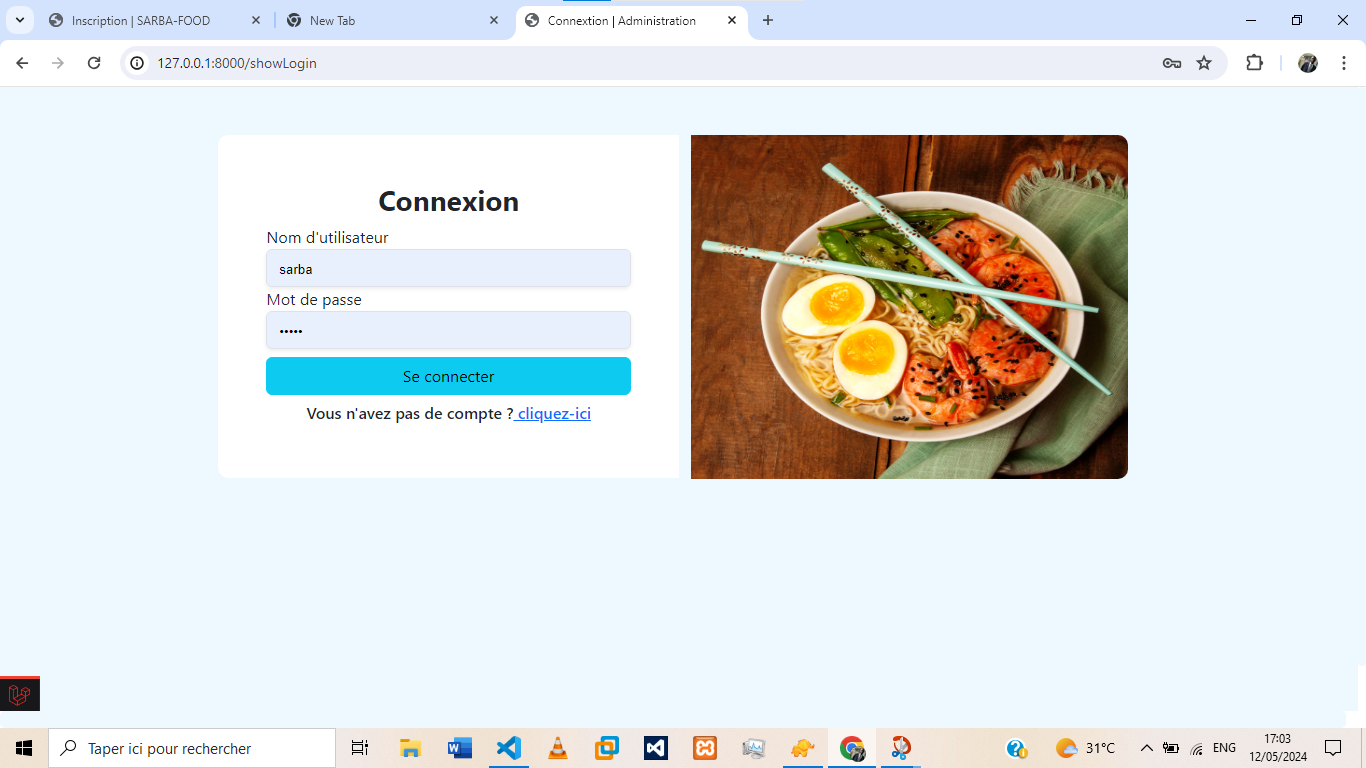 Inscription | SARBA-FOOD
New Tab
Connextion | Administration
127.0.0.1:8000/showLogin
Connexion
Nom d'utilisateur
sarba
Mot de passe
•••••
Se connecter
Vous n'avez pas de compte ? cliquez-ici
Taper ici pour rechercher
31°C
ENG
17:03
12/05/2024